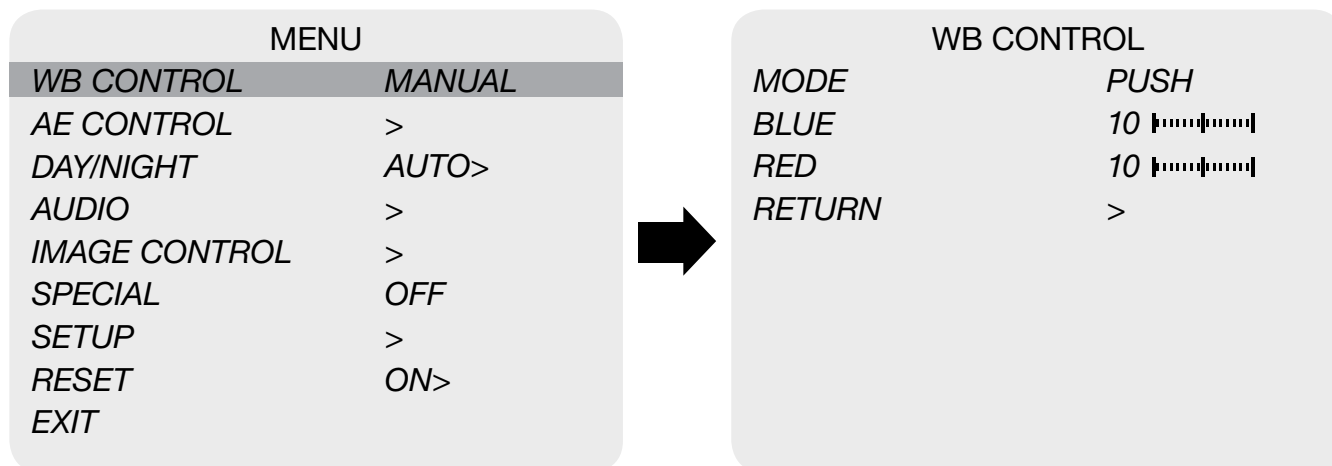 MENU
WB CONTROL MANUAL
AE CONTROL >
DAY/NIGHT AUTO>
AUDIO >
IMAGE CONTROL >
SPECIAL OFF
SETUP >
RESET ON>
EXIT
WB CONTROL
MODE PUSH
BLUE 10
RED 10
RETURN >